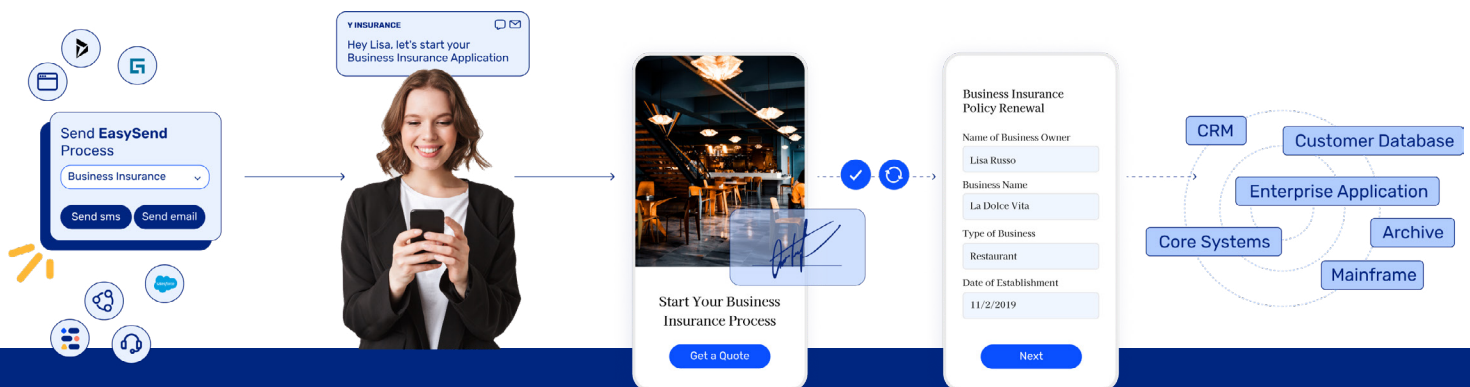 Send EasySend
Process
Business Insurance
Send sms
Send email
salesforce
Y INSURANCE
Hey Lisa, let's start your
Business Insurance Application
Start Your Business
Insurance Process
Get a Quote
Business Insurance
Policy Renewal
Name of Business Owner
Lisa Russo
Business Name
La Dolce Vita
Type of Business
Restaurant
Date of Establishment
11/2/2019
Next
CRM
Customer Database
Enterprise Application
Archive
Core Systems
Mainframe